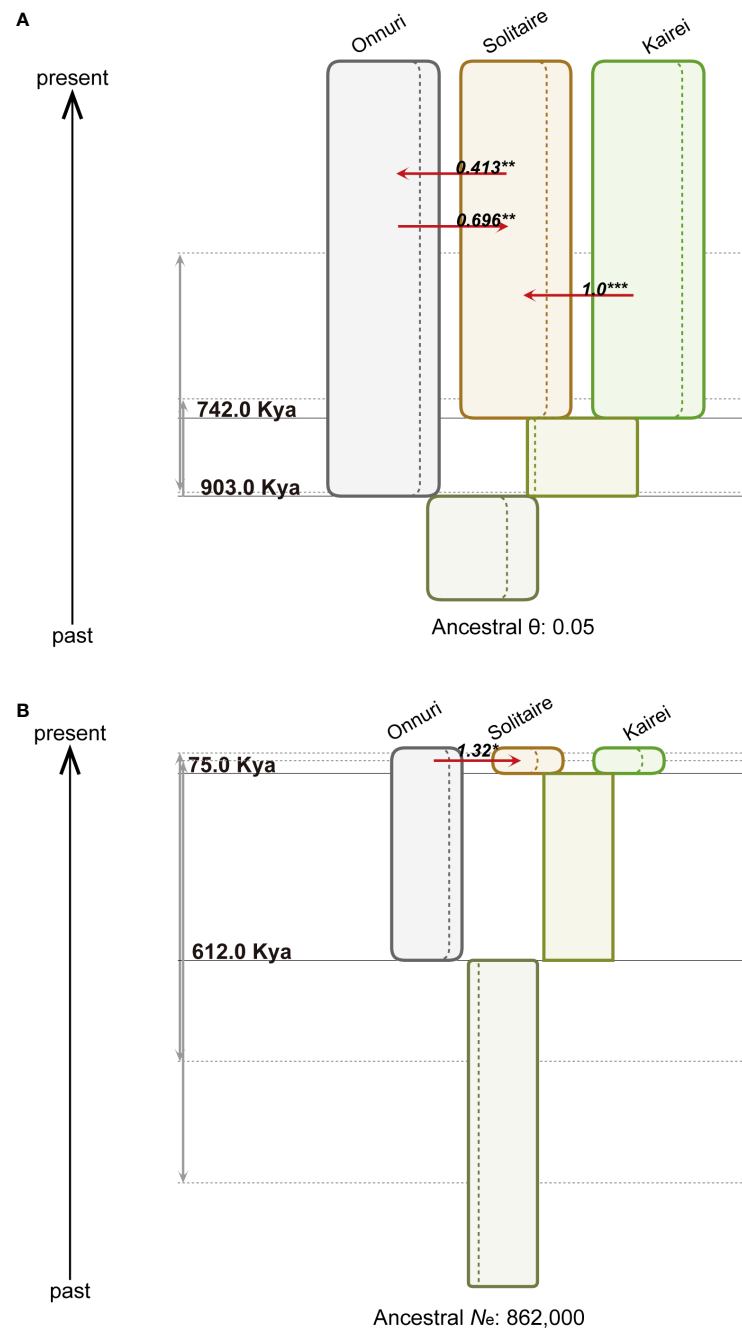 A
Onnuri
Solitaire
Kairei
present
0.413**
0.696**
1.0***
742.0 Kya
903.0 Kya
past
Ancestral θ: 0.05
B
Onnuri
Solitaire
Kairei
present
1.32*
75.0 Kya
612.0 Kya
past
Ancestral Ne: 862,000